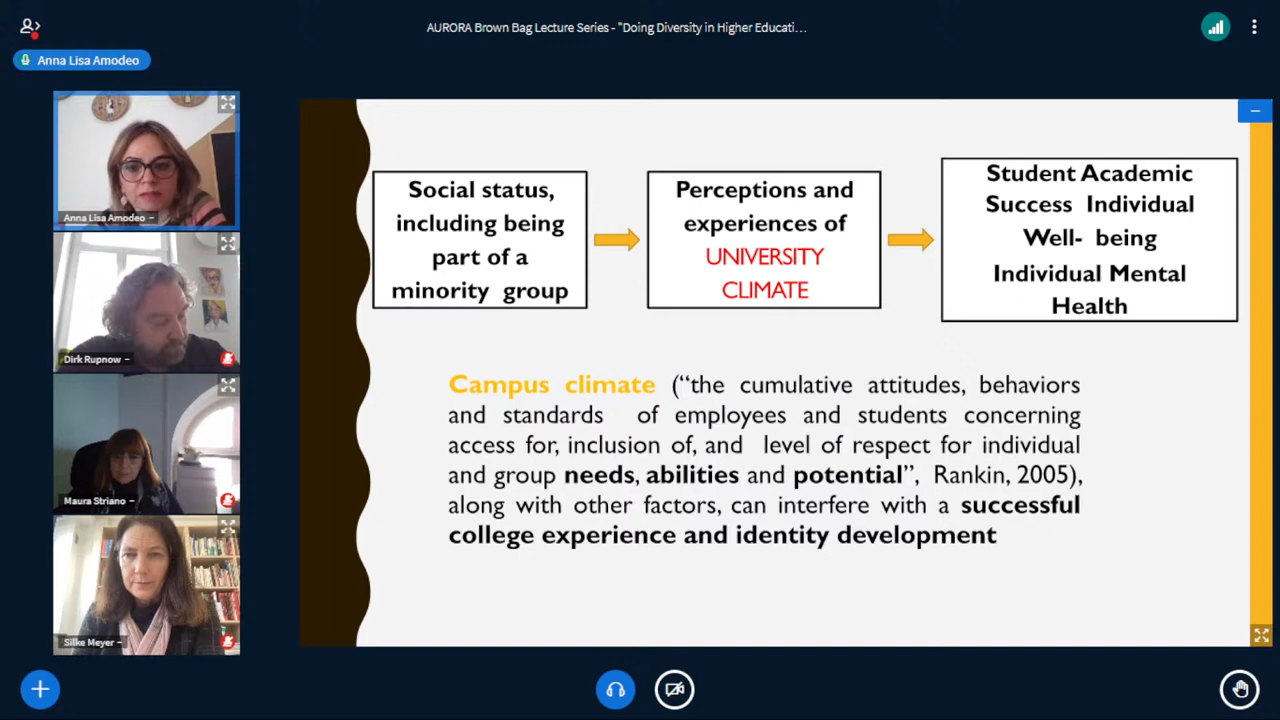 AURORA Brown Bag Lecture Series - "Doing Diversity in Higher Educati...
Anna Lisa Amodeo
Anna Lisa Amodeo
Dirk Rupnow
Maura Striano
Silke Meyer
Social status,
including being
part of a
minority group
Perceptions and
experiences of
UNIVERSITY
CLIMATE
Student Academic
Success Individual
Well- being
Individual Mental
Health
Campus climate (“the cumulative attitudes, behaviors
and standards of employees and students concerning
access for, inclusion of, and level of respect for individual
and group needs, abilities and potential”, Rankin, 2005),
along with other factors, can interfere with a successful
college experience and identity development